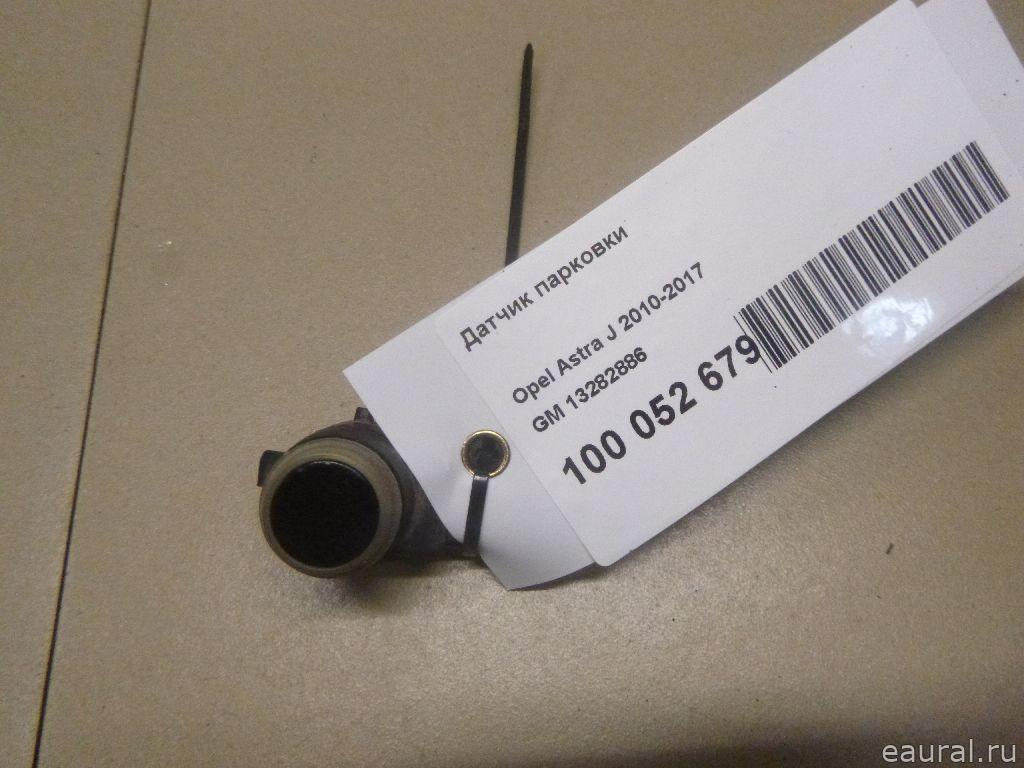 Датчик парковки
Opel Astra J 2010-2017
GM 13282886
100 052 679
eaural.ru